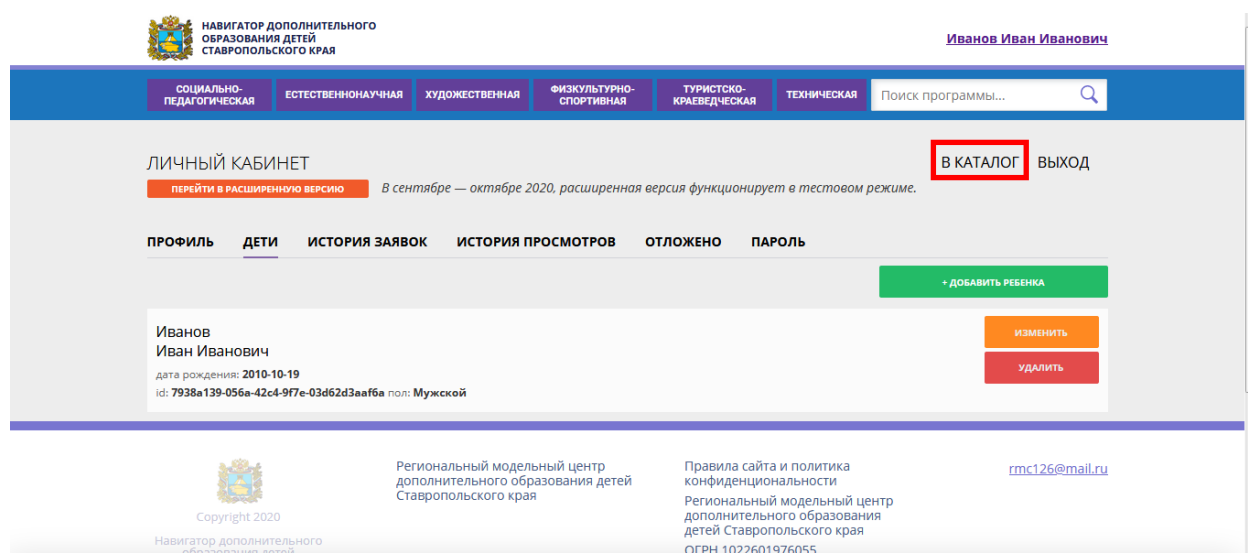 НАВИГАТОР ДОПОЛНИТЕЛЬНОГО
ОБРАЗОВАНИЯ ДЕТЕЙ
СТАВРОПОЛЬСКОГО КРАЯ
Иванов Иван Иванович
СОЦИАЛЬНО-
ПЕДАГОГИЧЕСКАЯ
ЕСТЕСТВЕННОНАУЧНАЯ
ХУДОЖЕСТВЕННАЯ
ФИЗКУЛЬТУРНО-
СПОРТИВНАЯ
ТУРИСТСКО-
КРАЕВЕДЧЕСКАЯ
ТЕХНИЧЕСКАЯ
Поиск программы...
ЛИЧНЫЙ КАБИНЕТ
В КАТАЛОГ ВЫХОД
ПЕРЕЙТИ В РАСШИРЕННУЮ ВЕРСИЮ
В сентябре — октябре 2020, расширенная версия функционирует в тестовом режиме.
ПРОФИЛЬ ДЕТИ ИСТОРИЯ ЗАЯВОК ИСТОРИЯ ПРОСМОТРОВ ОТЛОЖЕНО ПАРОЛЬ
+ ДОБАВИТЬ РЕБЕНКА
Иванов
Иван Иванович
дата рождения: 2010-10-19
id: 7938a139-056a-42c4-9f7e-03d62d3aaf6a пол: Мужской
ИЗМЕНИТЬ
УДАЛИТЬ
Copyright 2020
Навигатор дополнительного
образования детей
Региональный модельный центр
дополнительного образования детей
Ставропольского края
Правила сайта и политика
конфиденциональности
Региональный модельный центр
дополнительного образования
детей Ставропольского края
ОГРН 1022601976055
rmc126@mail.ru